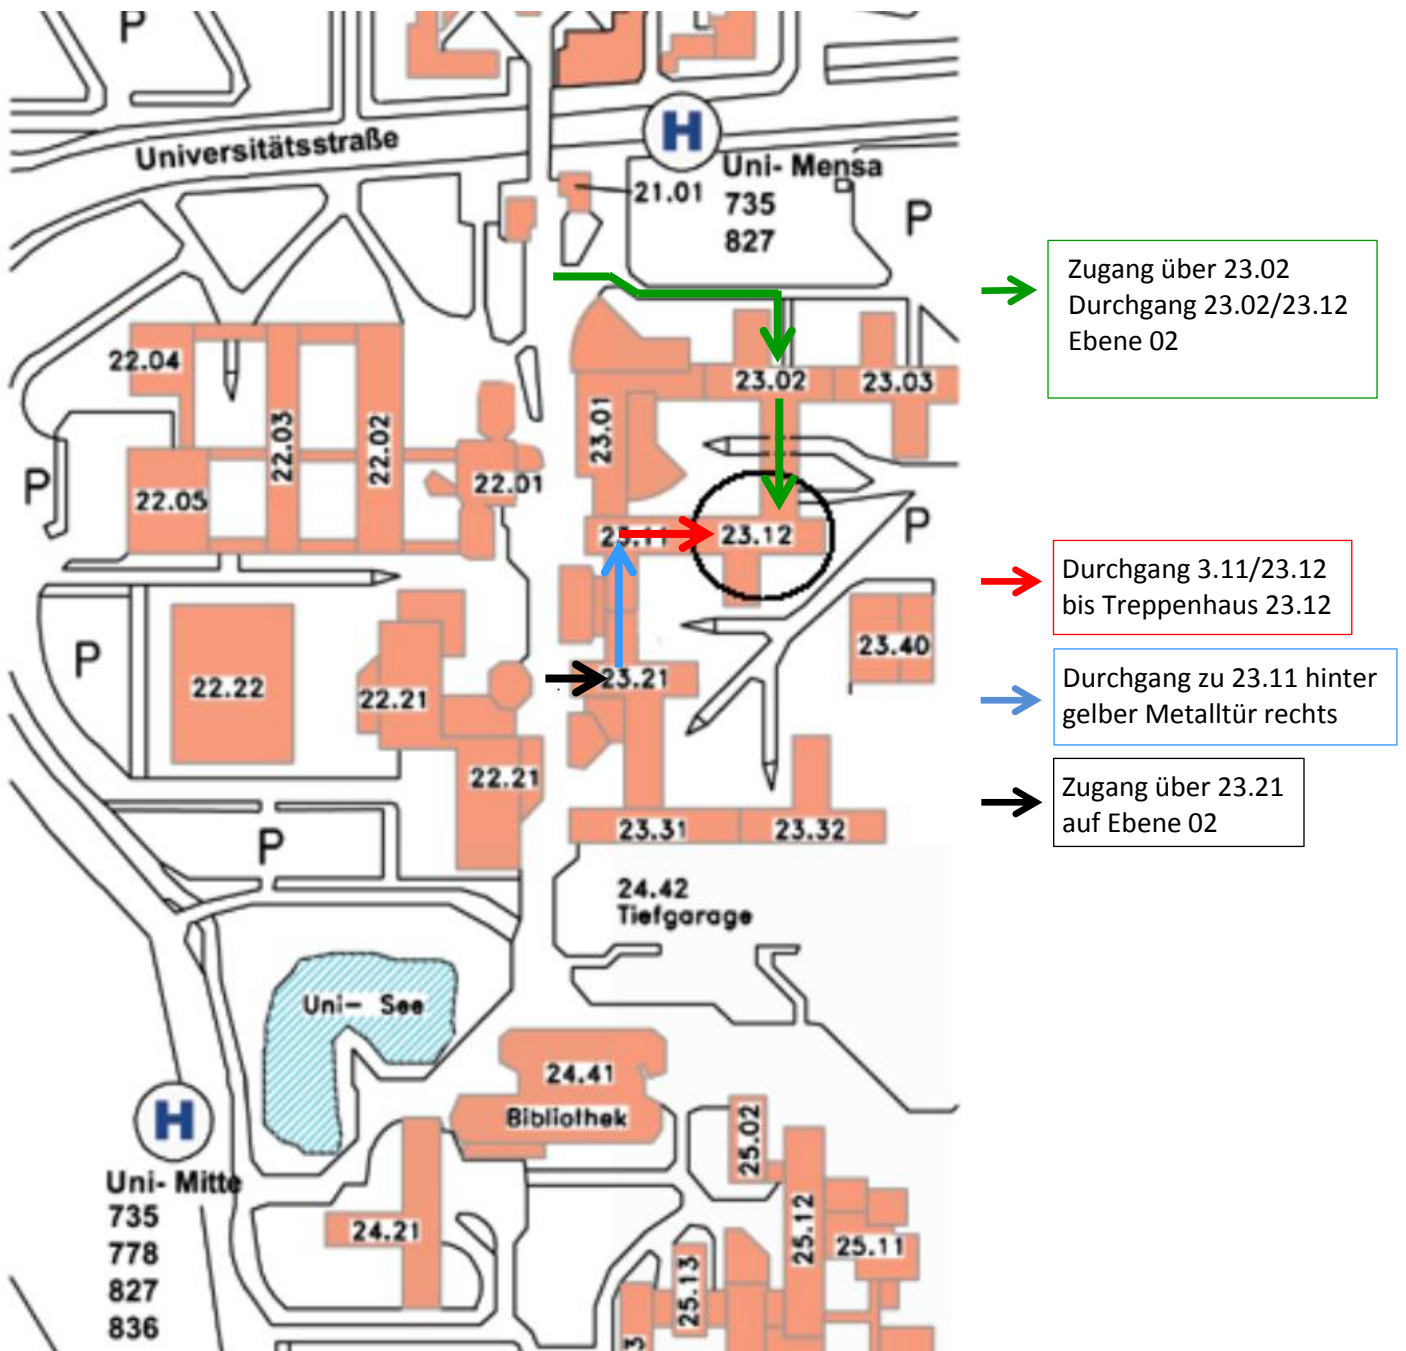 P
H
Universitätsstraße
Uni- Mensa
735
827
21.01
P
Zugang über 23.02
Durchgang 23.02/23.12
Ebene 02
22.04
22.03
22.02
23.01
23.02
23.03
P
22.05
22.01
23.11
23.12
P
Durchgang 3.11/23.12
bis Treppenhaus 23.12
P
22.22
22.21
23.21
23.40
Durchgang zu 23.11 hinter
gelber Metalltür rechts
22.21
Zugang über 23.21
auf Ebene 02
P
23.31
23.32
24.42
Tiefgarage
Uni- See
24.41
Bibliothek
H
Uni- Mitte
735
778
827
836
24.21
25.02
25.12
25.11
25.13
3